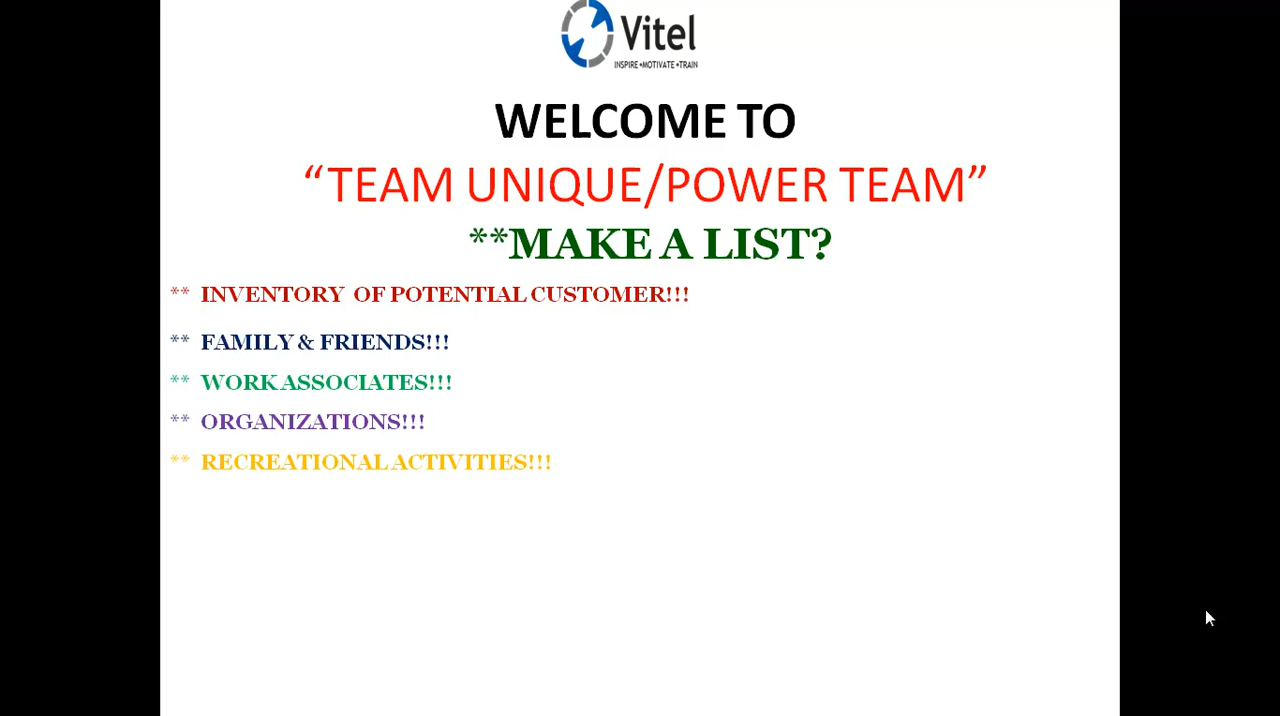 Vitel
INSPIRE •MOTIVATE •TRAIN
WELCOME TO
“TEAM UNIQUE/POWER TEAM”
**MAKE A LIST?
** INVENTORY OF POTENTIAL CUSTOMER!!!
** FAMILY & FRIENDS!!!
** WORK ASSOCIATES!!!
** ORGANIZATIONS!!!
** RECREATIONAL ACTIVITIES!!!